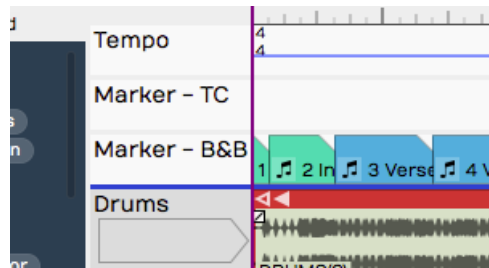 Tempo
4
4
Marker – TC
Marker – B&B
1
2 In
3 Verse
4 V
Drums